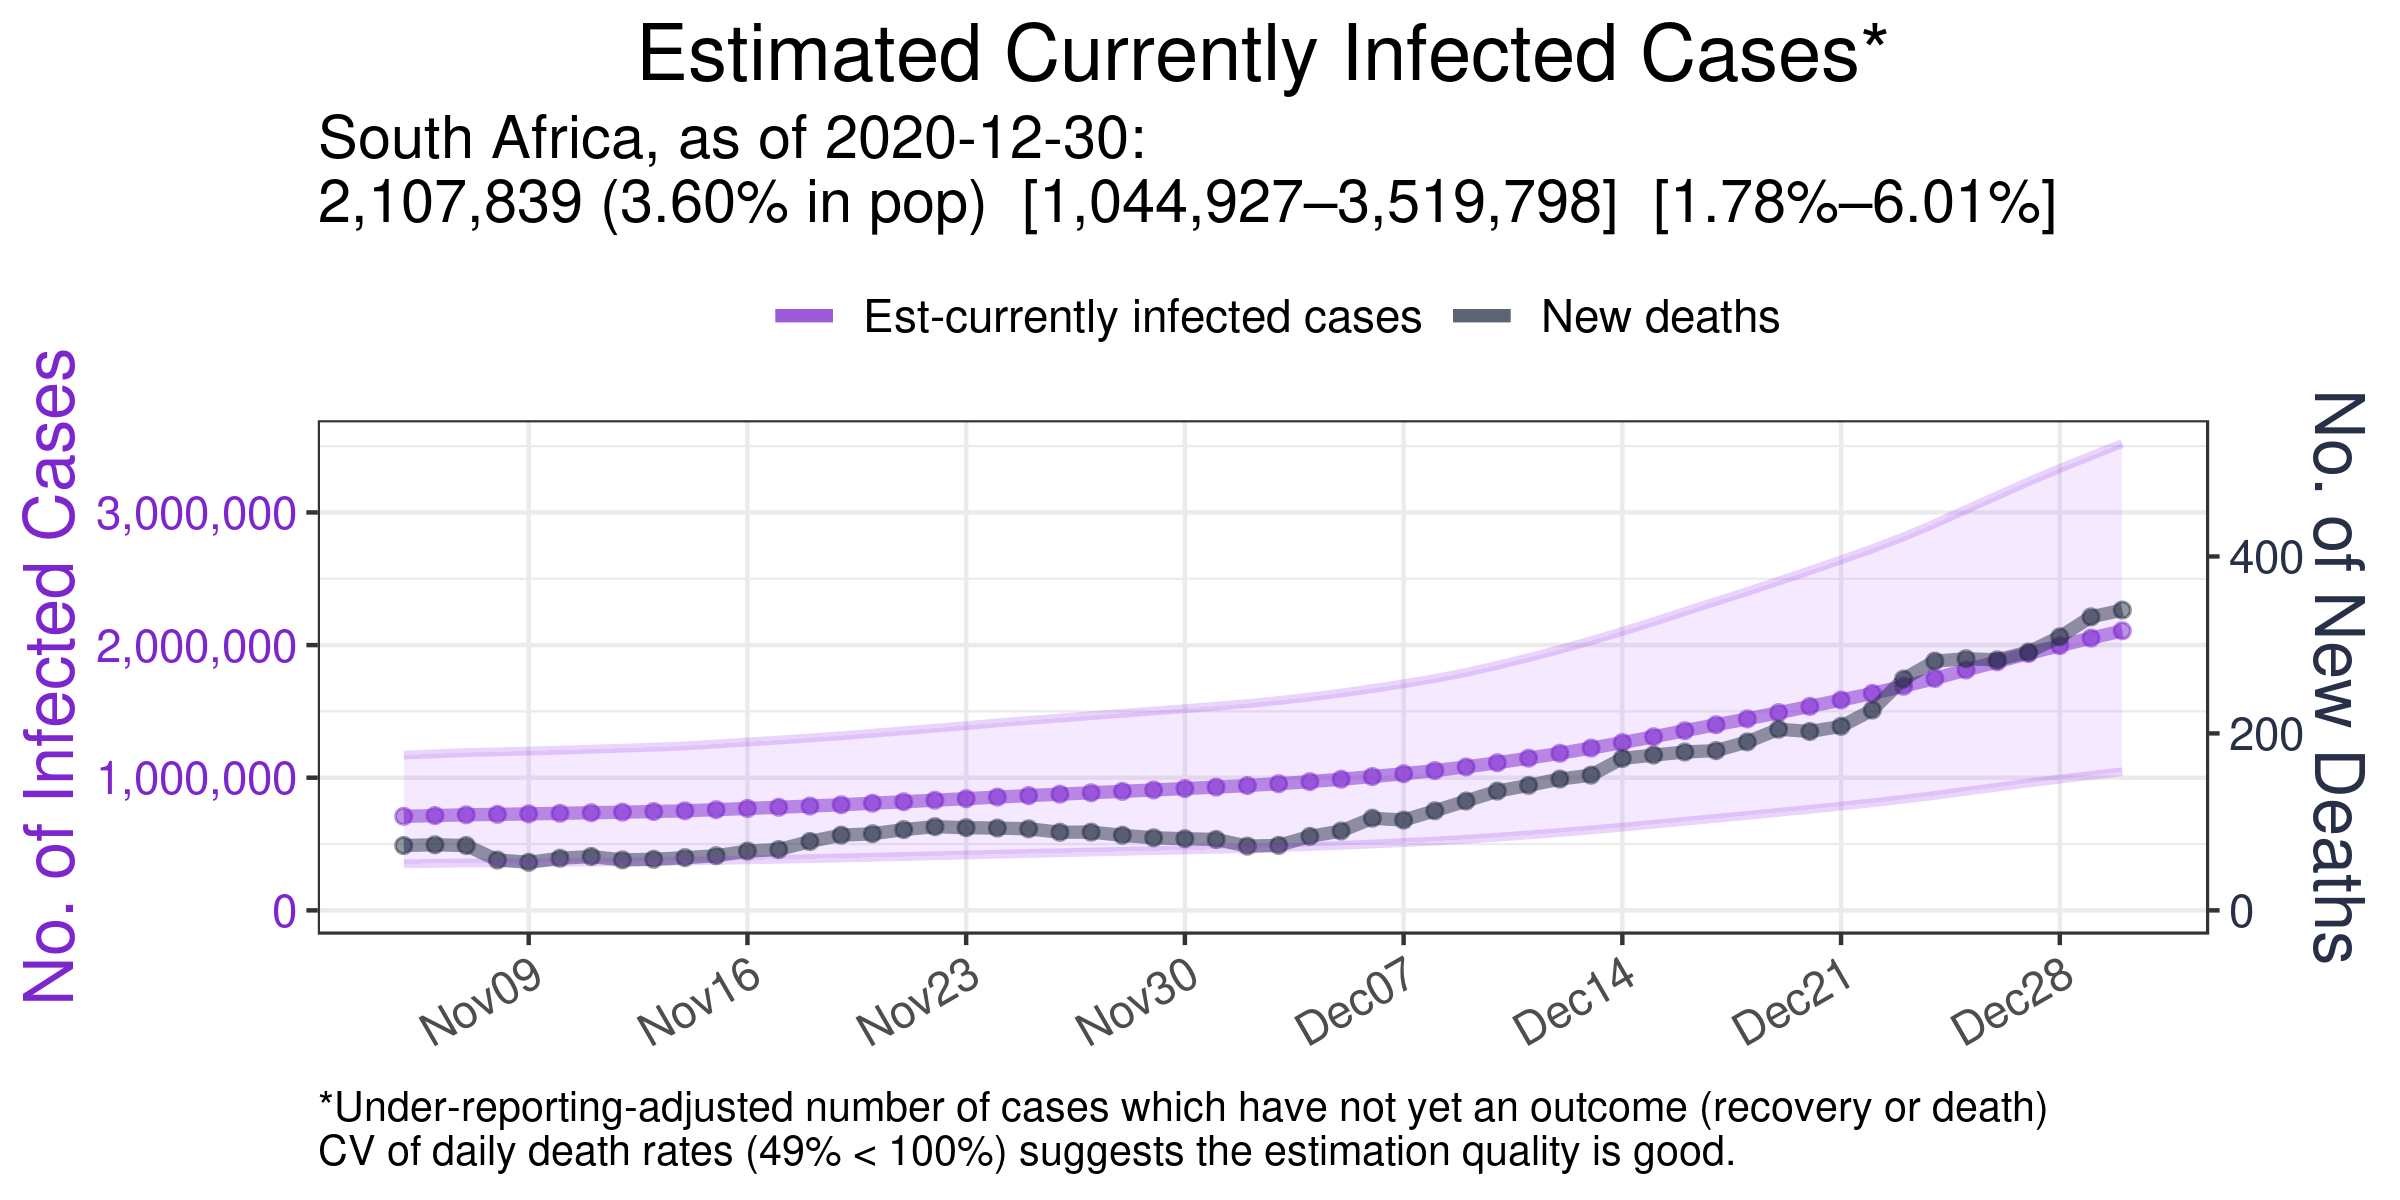 Estimated Currently Infected Cases*
South Africa, as of 2020-12-30:
2,107,839 (3.60% in pop)  [1,044,927–3,519,798]  [1.78%–6.01%]
Est-currently infected cases
New deaths
No. of Infected Cases
3,000,000
2,000,000
1,000,000
0
400
200
0
No. of New Deaths
Nov09
Nov16
Nov23
Nov30
Dec07
Dec14
Dec21
Dec28
*Under-reporting-adjusted number of cases which have not yet an outcome (recovery or death)
CV of daily death rates (49% < 100%) suggests the estimation quality is good.